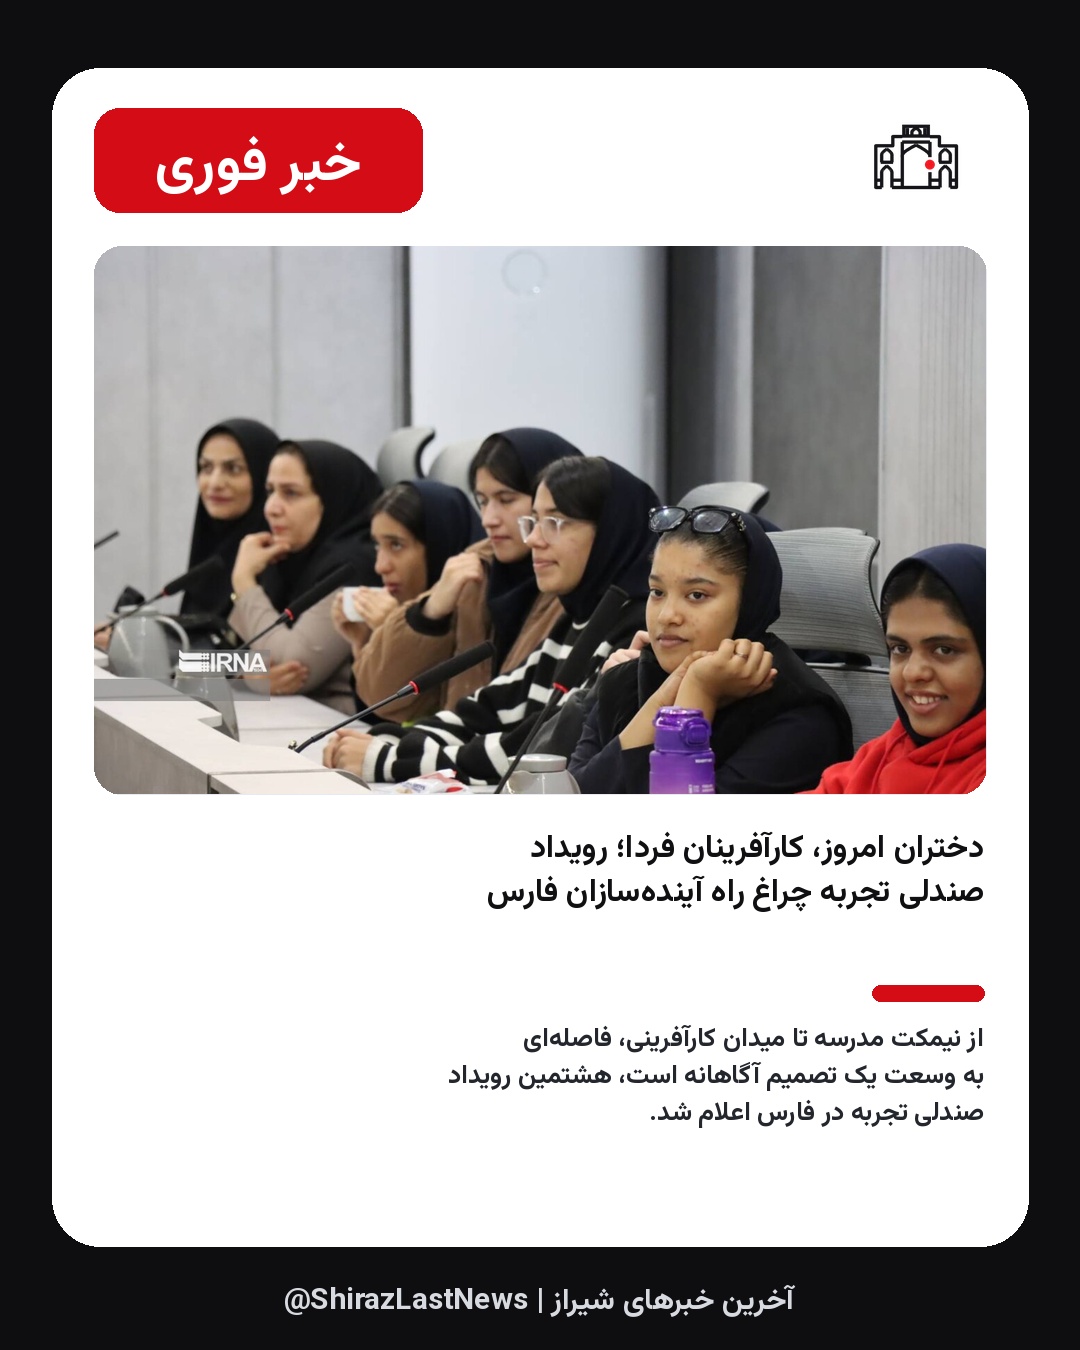 خبر فوری
IRNA
دختران امروز، کارآفرینان فردا؛ رویداد
صندلی تجربه چراغ راه آینده‌سازان فارس
از نیمکت مدرسه تا میدان کارآفرینی، فاصله‌ای
به وسعت یک تصمیم آگاهانه است، هشتمین رویداد
صندلی تجربه در فارس اعلام شد.
آخرین خبرهای شیراز | @ShirazLastNews